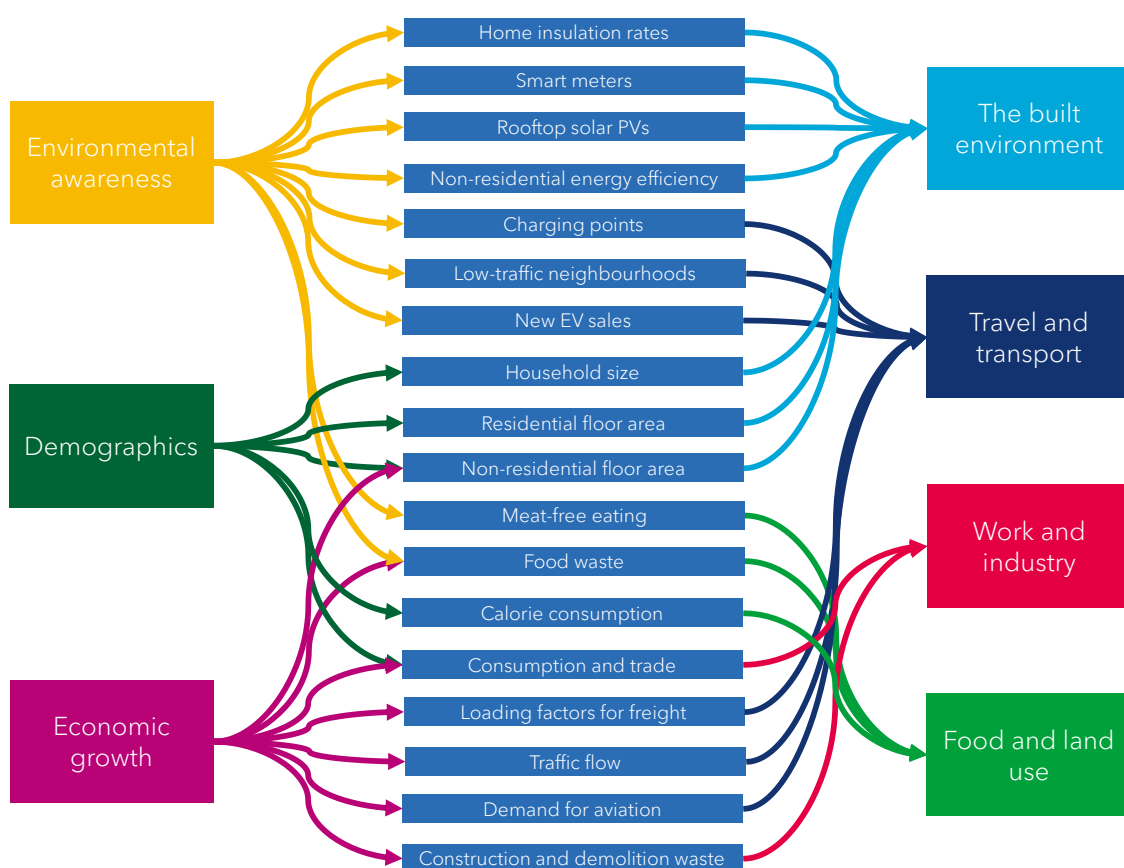 Environmental
awareness
Demographics
Economic
growth
Home insulation rates
Smart meters
Rooftop solar PVs
Non-residential energy efficiency
Charging points
Low-traffic neighbourhoods
New EV sales
Household size
Residential floor area
Non-residential floor area
Meat-free eating
Food waste
Calorie consumption
Consumption and trade
Loading factors for freight
Traffic flow
Demand for aviation
Construction and demolition waste
The built
environment
Travel and
transport
Work and
industry
Food and land
use